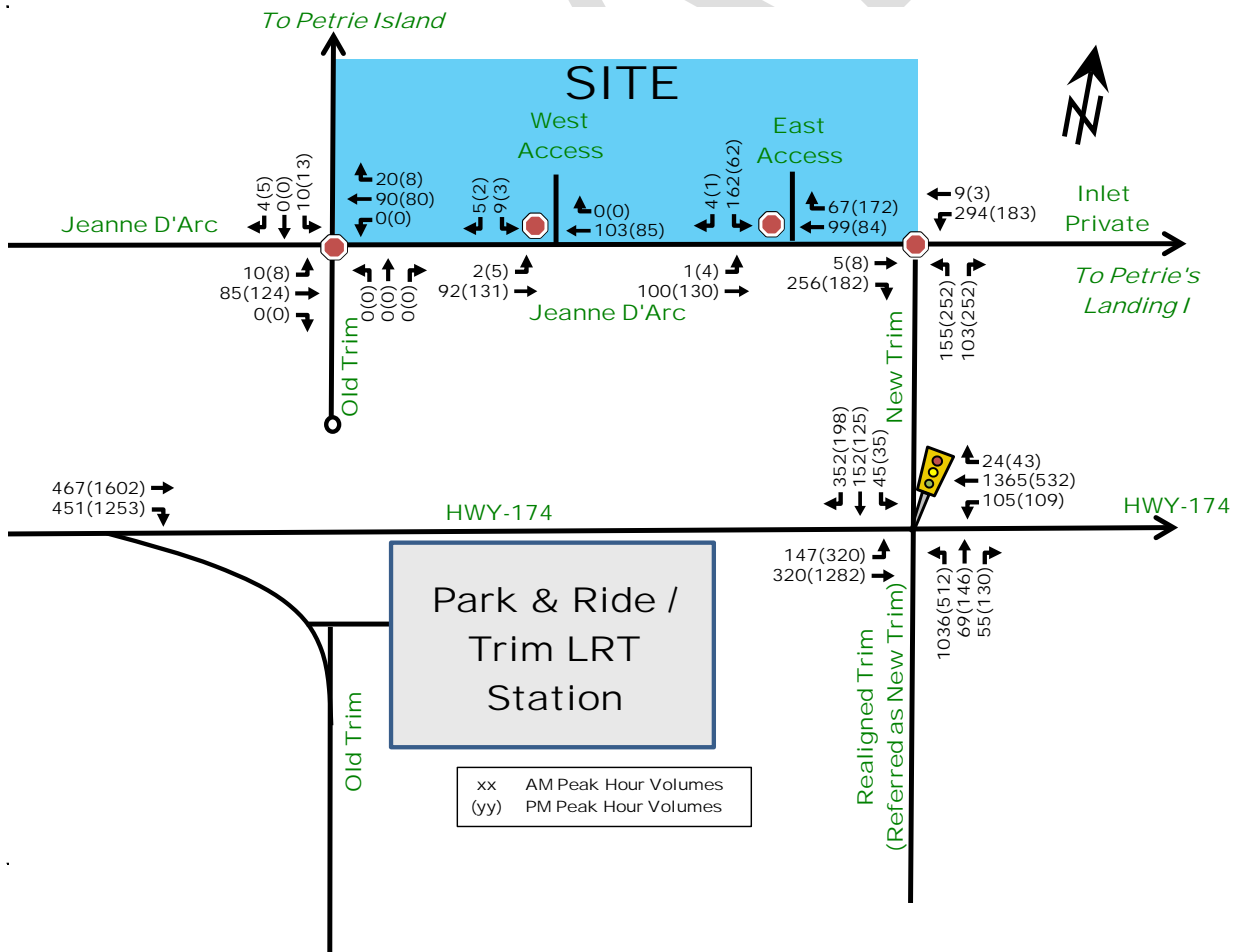 To Petrie Island
SITE
West
Access
East
Access
N
4(5)
0(0)
10(13)
20(8)
90(80)
0(0)
5(2)
9(3)
0(0)
103(85)
4(1)
162(62)
67(172)
99(84)
9(3)
294(183)
Inlet
Private
Jeanne D'Arc
10(8)
85(124)
0(0)
0(0)
0(0)
0(0)
2(5)
92(131)
Jeanne D'Arc
1(4)
100(130)
5(8)
256(182)
155(252)
103(252)
To Petrie's
Landing I
Old Trim
New Trim
352(198)
152(125)
45(35)
24(43)
1365(532)
105(109)
467(1602)
451(1253)
HWY-174
HWY-174
147(320)
320(1282)
1036(512)
69(146)
55(130)
Park & Ride /
Trim LRT
Station
Old Trim
Realigned Trim
(Referred as New Trim)
xx AM Peak Hour Volumes
(yy) PM Peak Hour Volumes